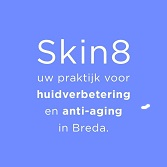 Skin8
uw praktijk voor
huidverbetering
en anti-aging
in Breda.